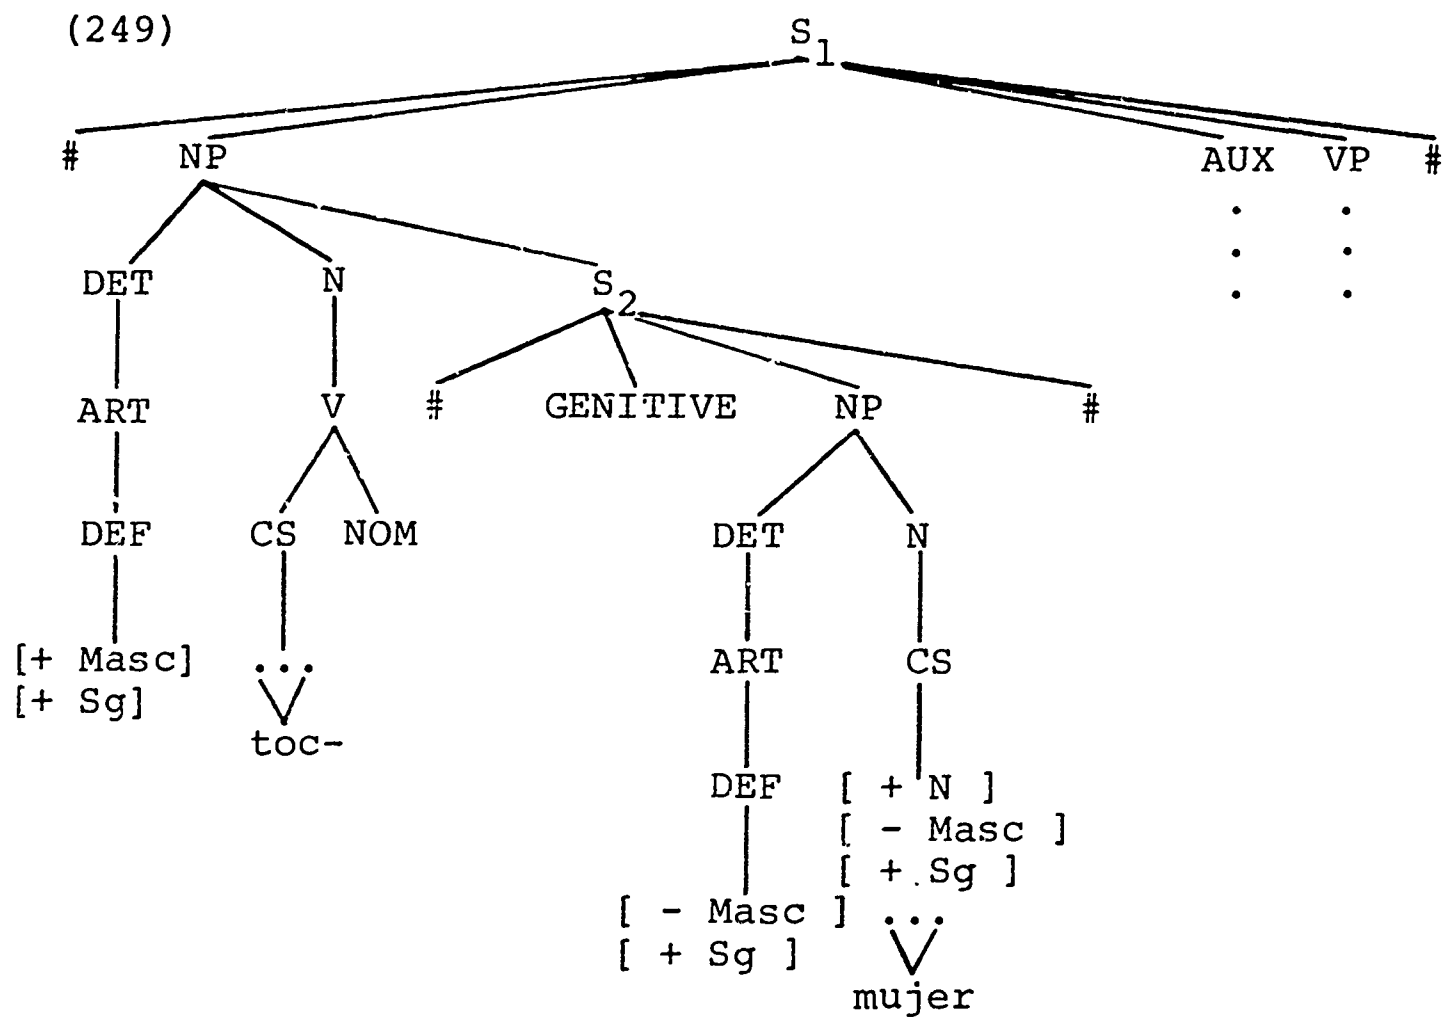 (249)
S1
# NP AUX VP #
DET N S2
ART V # GENITIVE NP #
DEF CS NOM DET N
[+ Masc] ... ART CS
[+ Sg]
toc-
DEF [ + N ]
[ - Masc ]
[ + Sg ]
[ - Masc ] ...
[ + Sg ]
mujer